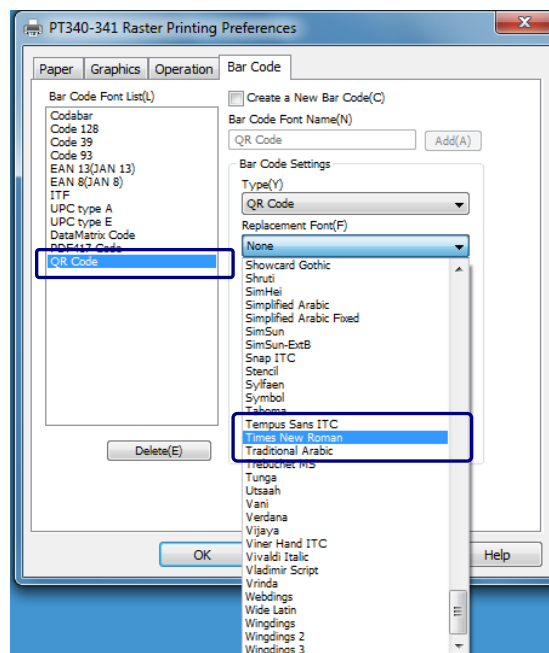 PT340-341 Raster Printing Preferences
Paper Graphics Operation Bar Code
Bar Code Font List(L)
Codabar
Code 128
Code 39
Code 93
EAN 13(JAN 13)
EAN 8(JAN 8)
ITF
UPC type A
UPC type E
DataMatrix Code
PDF417 Code
QR Code
Delete(E)
Create a New Bar Code(C)
Bar Code Font Name(N)
QR Code Add(A)
Bar Code Settings
Type(Y)
QR Code
Replacement Font(F)
None
Showcard Gothic
Shruti
SimHei
Simplified Arabic
Simplified Arabic Fixed
SimSun
SimSun-ExtB
Snap ITC
Stencil
Sylfaen
Symbol
Tahoma
Tempus Sans ITC
Times New Roman
Traditional Arabic
Trebuchet MS
Tunga
Utsaah
Vani
Verdana
Vijaya
Viner Hand ITC
Vivaldi Italic
Vladimir Script
Vrinda
Webdings
Wide Latin
Wingdings
Wingdings 2
Wingdings 3
OK Help